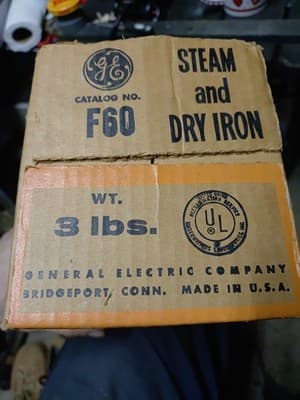 GE
STEAM
and
DRY IRON
CATALOG NO.
F60
WT.
3 lbs.
UL
GENERAL ELECTRIC COMPANY
BRIDGEPORT, CONN. MADE IN U.S.A.